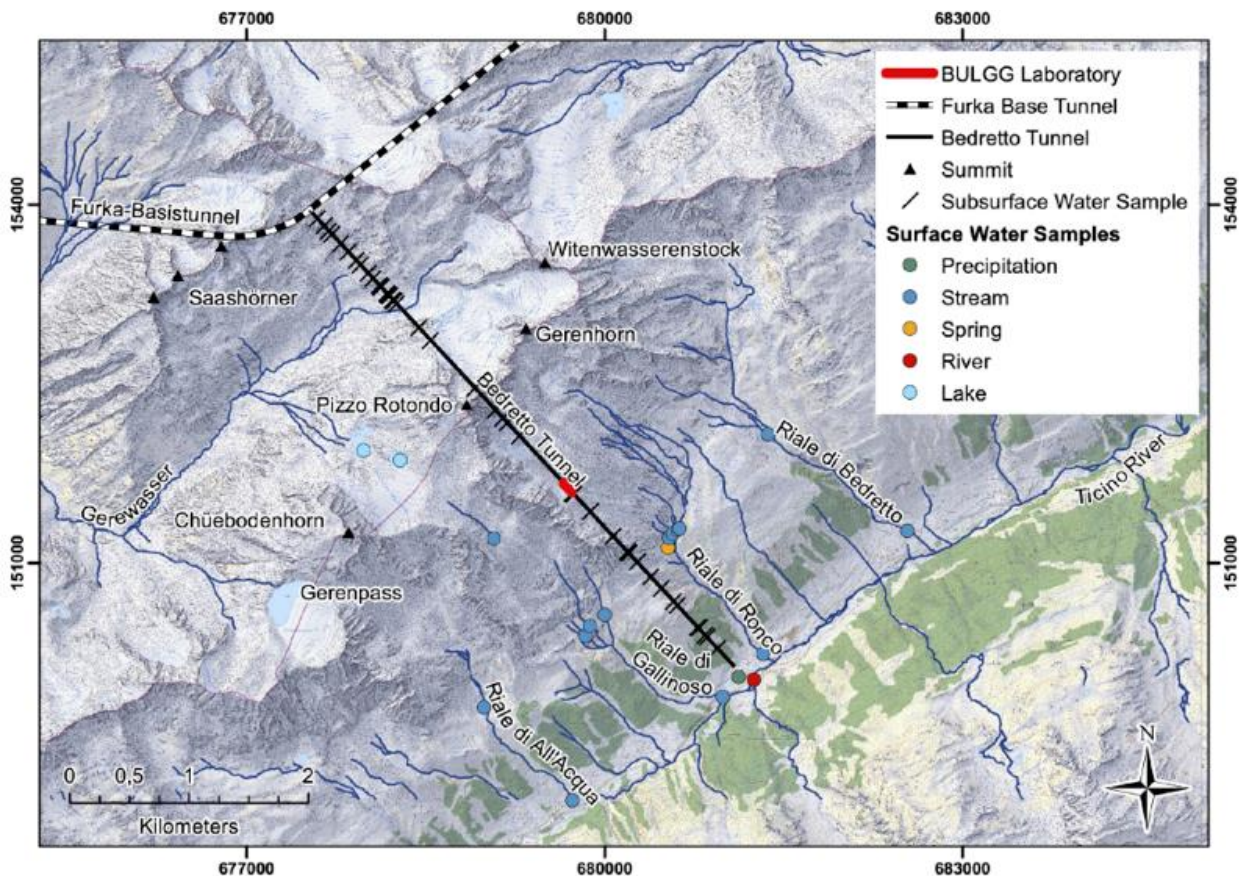 677000
680000
683000
BULGG Laboratory
Furka Base Tunnel
Bedretto Tunnel
Summit
Subsurface Water Sample
Surface Water Samples
Precipitation
Stream
Spring
River
Lake
154000
154000
Furka-Basistunnel
Witenwasserenstock
Saashörner
Gerenhorn
Bedretto Tunnel
Pizzo Rotondo
Riale di Bedretto
Ticino River
Gerewasser
Chüebodenhorn
151000
151000
Gerenpass
Riale di Ronco
Riale di
Gallinoso
Riale di All'Acqua
N
0 0,5 1 2
Kilometers
677000
680000
683000